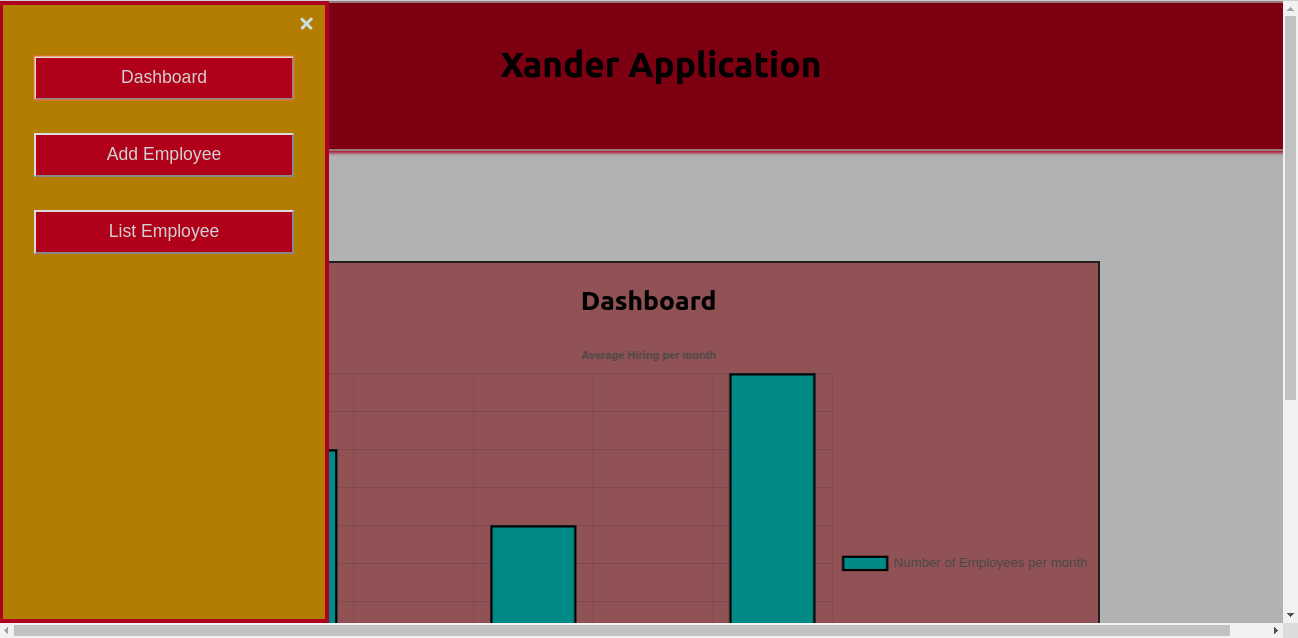 ×
Dashboard
Add Employee
List Employee
Xander Application
Dashboard
Average Hiring per month
Number of Employees per month